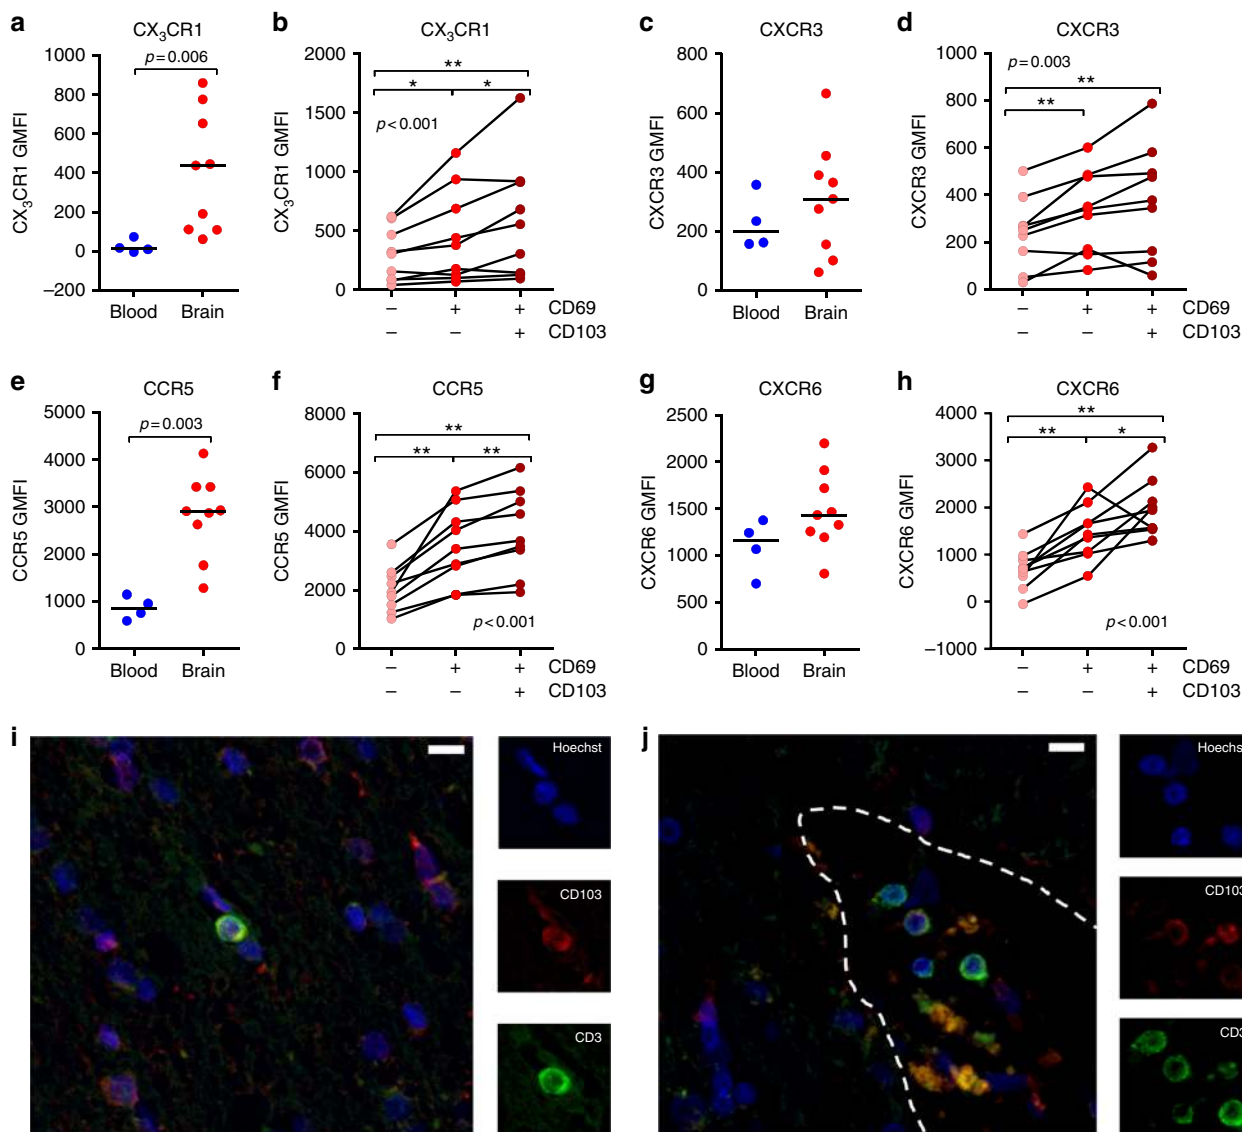 a
CX3CR1
p=0.006
CX3CR1 GMFI
1000
800
600
400
200
0
−200
Blood Brain
b
CX3CR1
**
* *
p<0.001
CX3CR1 GMFI
2000
1500
1000
500
0
− + + CD69
− − + CD103
c
CXCR3
CXCR3 GMFI
800
600
400
200
0
Blood Brain
d
CXCR3
p=0.003
**
**
CXCR3 GMFI
1000
800
600
400
200
0
− + + CD69
− − + CD103
e
CCR5
p=0.003
CCR5 GMFI
5000
4000
3000
2000
1000
0
Blood Brain
f
CCR5
**
** **
CCR5 GMFI
8000
6000
4000
2000
0
p<0.001
− + + CD69
− − + CD103
g
CXCR6
CXCR6 GMFI
2500
2000
1500
1000
500
0
Blood Brain
h
CXCR6
**
** *
CXCR6 GMFI
4000
3000
2000
1000
0
−1000
p<0.001
− + + CD69
− − + CD103
i
Hoechst
CD103
CD3
j
Hoechs
CD103
CD3